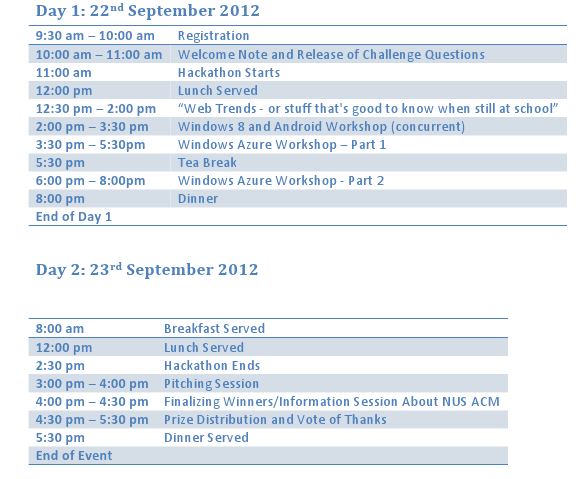 Day 1: 22nd September 2012
9:30 am – 10:00 am Registration
10:00 am – 11:00 am Welcome Note and Release of Challenge Questions
11:00 am Hackathon Starts
12:00 pm Lunch Served
12:30 pm – 2:00 pm “Web Trends - or stuff that's good to know when still at school”
2:00 pm – 3:30 pm Windows 8 and Android Workshop (concurrent)
3:30 pm – 5:30pm Windows Azure Workshop – Part 1
5:30 pm Tea Break
6:00 pm – 8:00pm Windows Azure Workshop - Part 2
8:00 pm Dinner
End of Day 1
Day 2: 23rd September 2012
8:00 am Breakfast Served
12:00 pm Lunch Served
2:30 pm Hackathon Ends
3:00 pm – 4:00 pm Pitching Session
4:00 pm – 4:30 pm Finalizing Winners/Information Session About NUS ACM
4:30 pm – 5:30 pm Prize Distribution and Vote of Thanks
5:30 pm Dinner Served
End of Event